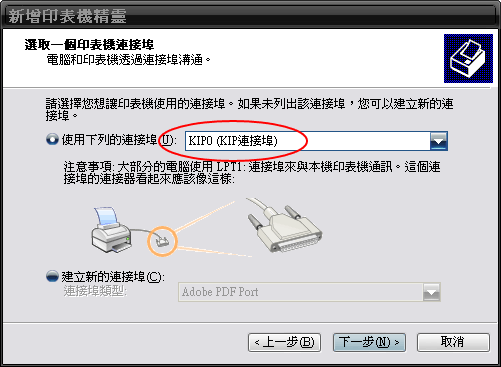 新增印表機精靈
選取一個印表機連接埠
電腦和印表機透過連接埠溝通。
請選擇您想讓印表機使用的連接埠。如果未列出該連接埠，您可以建立新的連
接埠。
使用下列的連接埠(U): KIP0 (KIP連接埠)
注意事項: 大部分的電腦使用 LPT1: 連接埠來與本機印表機通訊。這個連
接埠的連接器看起來應該像這樣:
建立新的連接埠(C):
連接埠類型: Adobe PDF Port
< 上一步(B) 下一步(N) > 取消